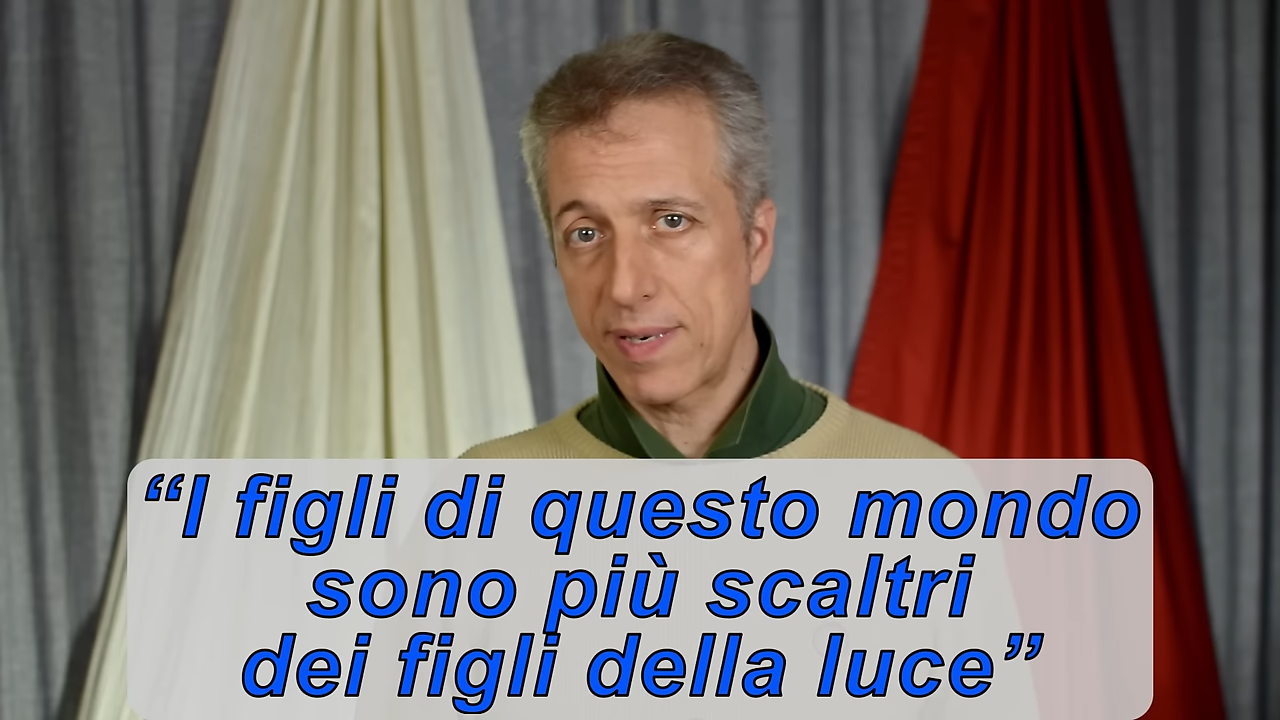 “I figli di questo mondo
sono più scaltri
dei figli della luce”